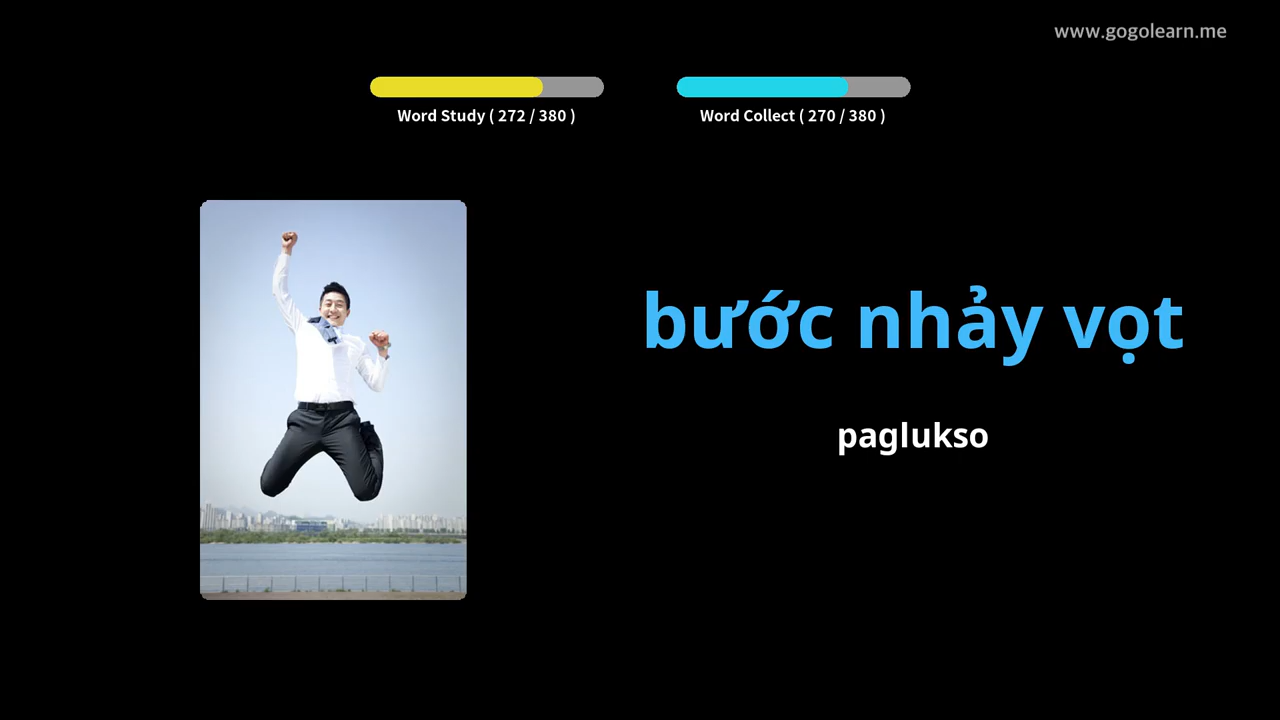 www.gogolearn.me
Word Study ( 272 / 380 )
Word Collect ( 270 / 380 )
bước nhảy vọt
paglukso